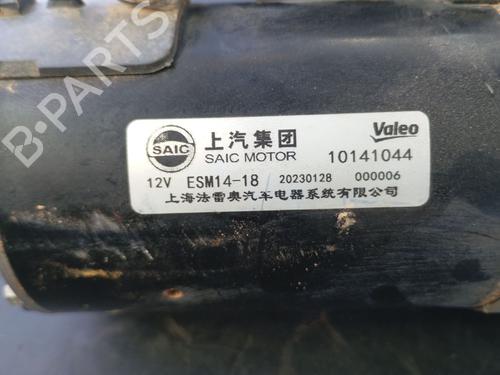 B-PARTS
SAIC
上汽集团
SAIC MOTOR
Valeo
10141044
12V ESM14-18 20230128 000006
上海法雷奥汽车电器系统有限公司